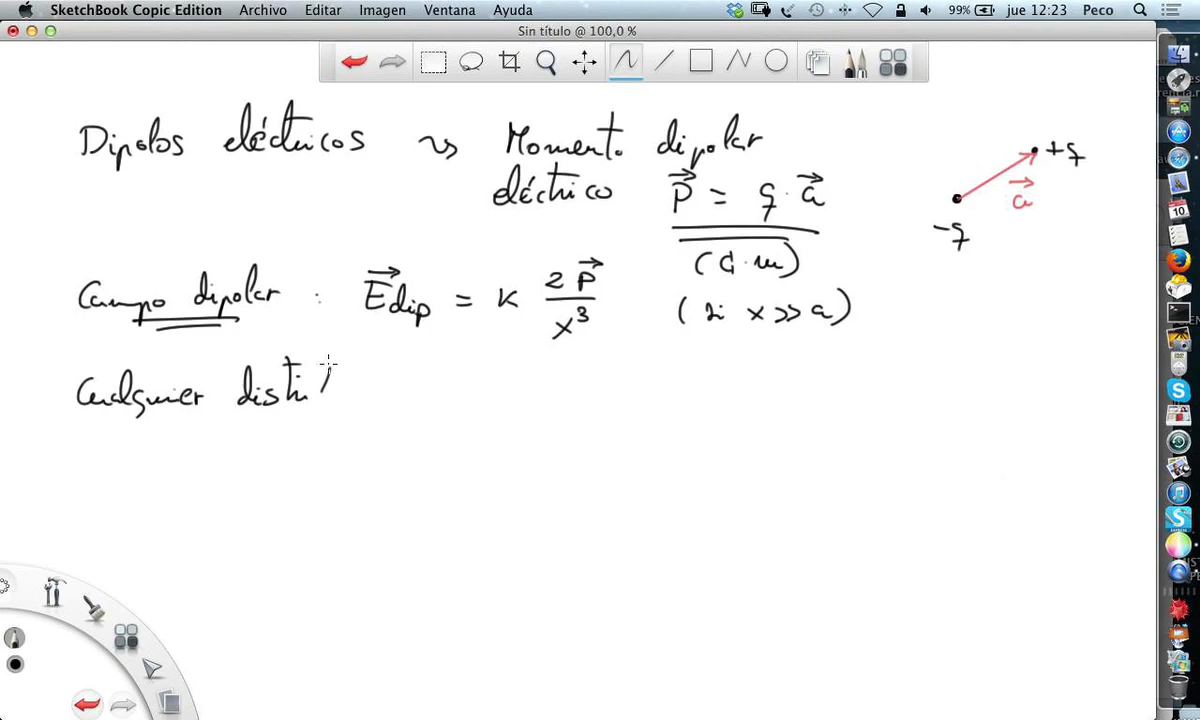 SketchBook Copic Edition Archivo Editar Imagen Ventana Ayuda 99% jue 12:23 Peco
Sin título @ 100,0 %
Dipolos eléctricos ⇝ Momento dipolar
eléctrico P⃗ = q · a⃗
(C·m)
+q
a⃗
-q
Campo dipolar : E⃗dip = K 2P⃗/x³ (si x >> a)
Cualquier distri